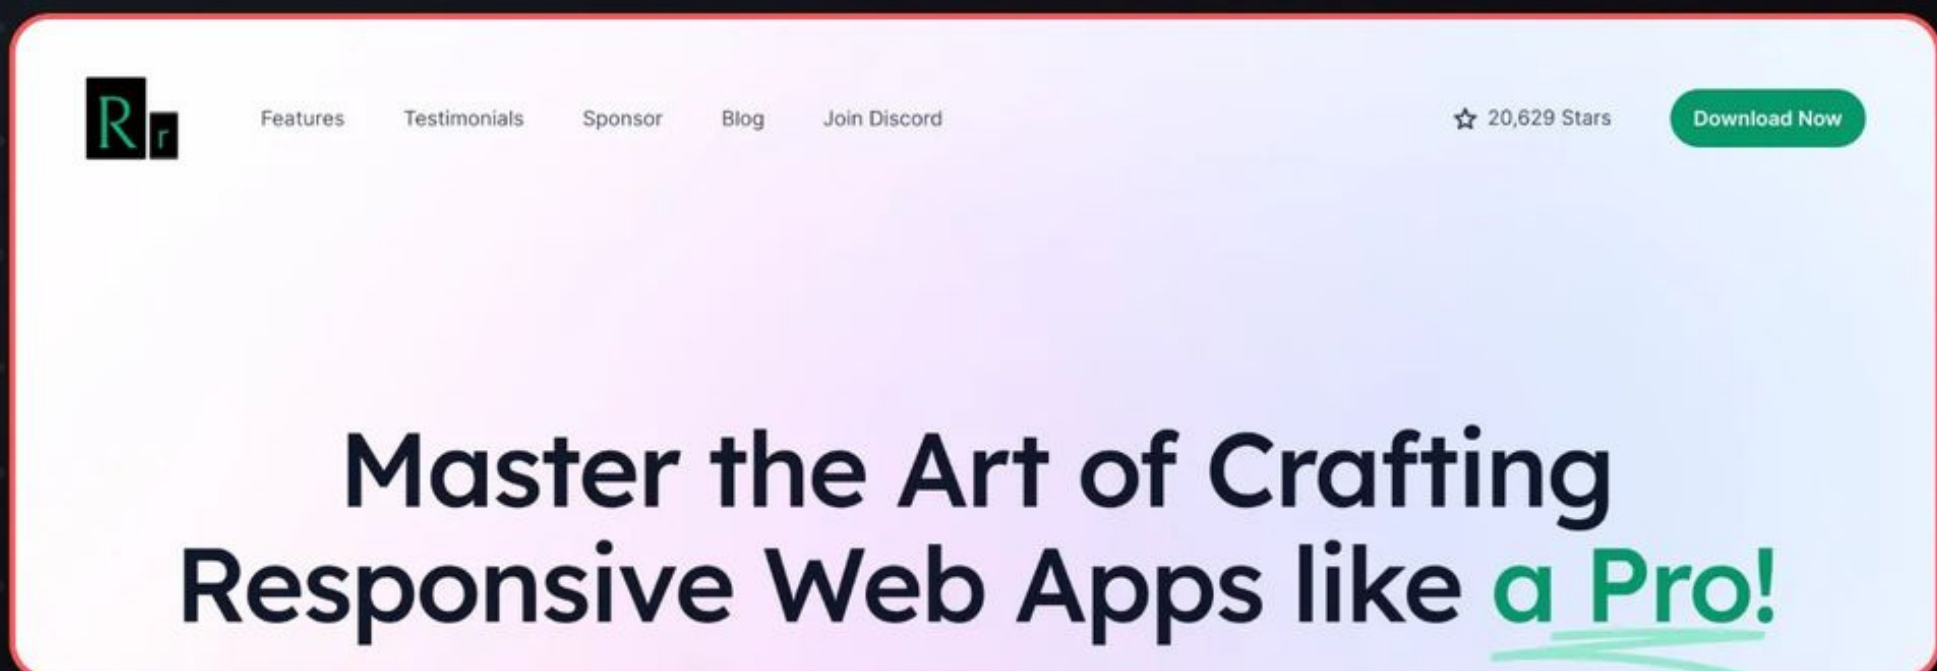 Rr
Features Testimonials Sponsor Blog Join Discord 20,629 Stars Download Now
Master the Art of Crafting
Responsive Web Apps like a Pro!